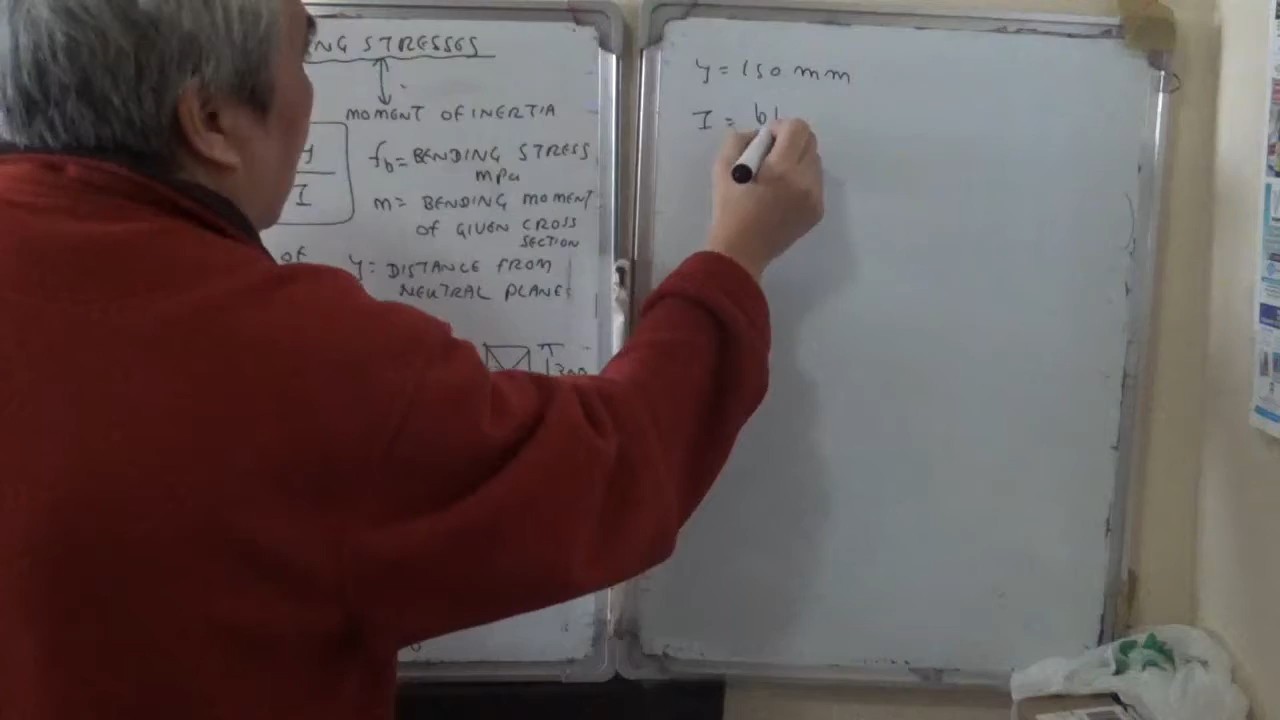 NG STRESSES
MOMENT OF INERTIA
y
I
fb = BENDING STRESS
mpa
m = BENDING MOMENT
OF GIVEN CROSS
SECTION
OF
y = DISTANCE FROM
NEUTRAL PLANE
300
y = 150 mm
I = b